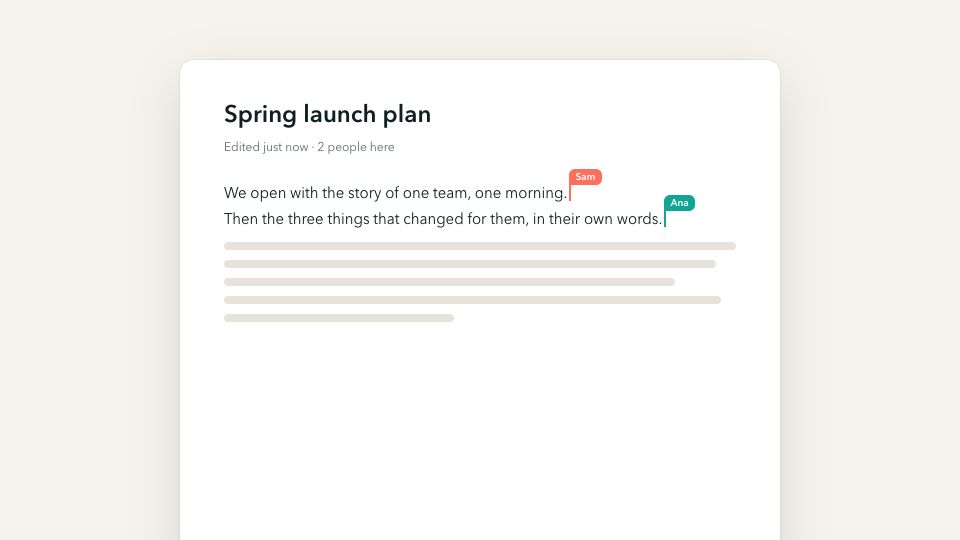 Spring launch plan
Edited just now · 2 people here
Sam
We open with the story of one team, one morning.
Ana
Then the three things that changed for them, in their own words.